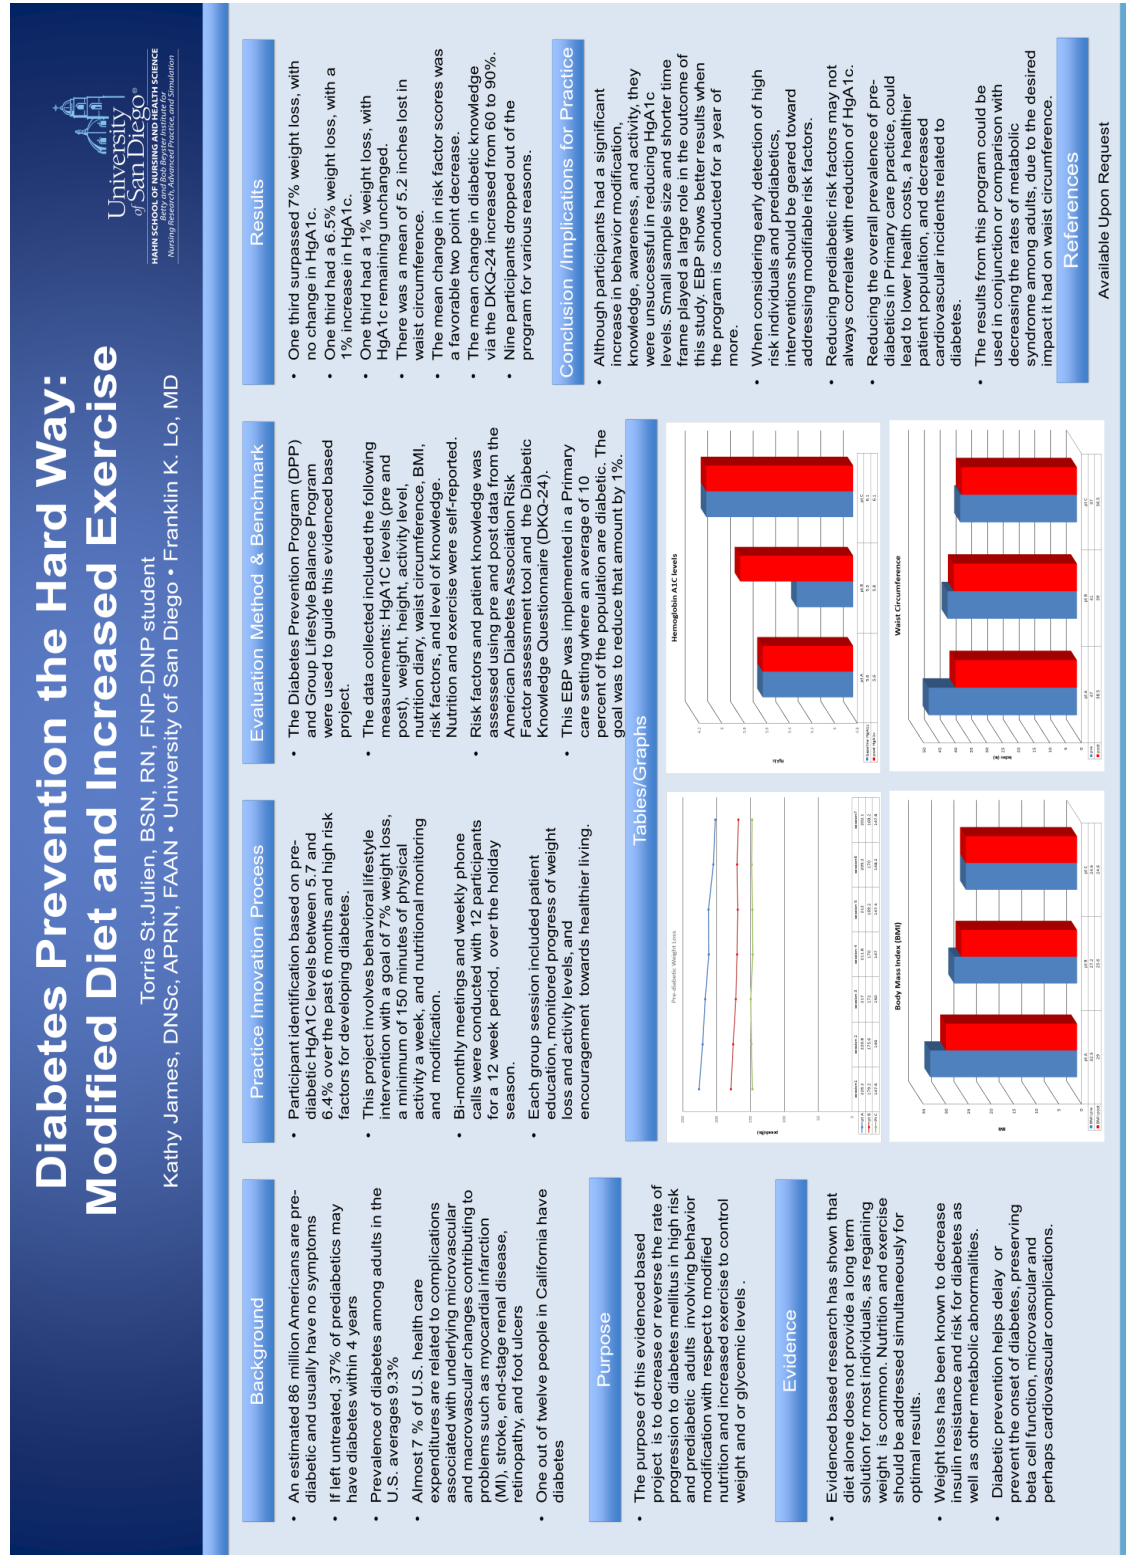 Diabetes Prevention the Hard Way:
Modified Diet and Increased Exercise
Torrie St.Julien, BSN, RN, FNP-DNP student
Kathy James, DNSc, APRN, FAAN • University of San Diego • Franklin K. Lo, MD
University
of San Diego®
HAHN SCHOOL OF NURSING AND HEALTH SCIENCE
Betty and Bob Beyster Institute for
Nursing Research, Advanced Practice, and Simulation
Background
• An estimated 86 million Americans are pre-
diabetic and usually have no symptoms
• If left untreated, 37% of prediabetics may
have diabetes within 4 years
• Prevalence of diabetes among adults in the
U.S. averages 9.3%
• Almost 7 % of U.S. health care
expenditures are related to complications
associated with underlying microvascular
and macrovascular changes contributing to
problems such as myocardial infarction
(MI), stroke, end-stage renal disease,
retinopathy, and foot ulcers
• One out of twelve people in California have
diabetes
Purpose
• The purpose of this evidenced based
project is to decrease or reverse the rate of
progression to diabetes mellitus in high risk
and prediabetic adults involving behavior
modification with respect to modified
nutrition and increased exercise to control
weight and or glycemic levels .
Evidence
• Evidenced based research has shown that
diet alone does not provide a long term
solution for most individuals, as regaining
weight is common. Nutrition and exercise
should be addressed simultaneously for
optimal results.
• Weight loss has been known to decrease
insulin resistance and risk for diabetes as
well as other metabolic abnormalities.
• Diabetic prevention helps delay or
prevent the onset of diabetes, preserving
beta cell function, microvascular and
perhaps cardiovascular complications.
Practice Innovation Process
• Participant identification based on pre-
diabetic HgA1C levels between 5.7 and
6.4% over the past 6 months and high risk
factors for developing diabetes.
• This project involves behavioral lifestyle
intervention with a goal of 7% weight loss,
a minimum of 150 minutes of physical
activity a week, and nutritional monitoring
and modification.
• Bi-monthly meetings and weekly phone
calls were conducted with 12 participants
for a 12 week period, over the holiday
season.
• Each group session included patient
education, monitored progress of weight
loss and activity levels, and
encouragement towards healthier living.
Evaluation Method & Benchmark
• The Diabetes Prevention Program (DPP)
and Group Lifestyle Balance Program
were used to guide this evidenced based
project.
• The data collected included the following
measurements: HgA1C levels (pre and
post), weight, height, activity level,
nutrition diary, waist circumference, BMI,
risk factors, and level of knowledge.
Nutrition and exercise were self-reported.
• Risk factors and patient knowledge was
assessed using pre and post data from the
American Diabetes Association Risk
Factor assessment tool and the Diabetic
Knowledge Questionnaire (DKQ-24).
• This EBP was implemented in a Primary
care setting where an average of 10
percent of the population are diabetic. The
goal was to reduce that amount by 1%.
Tables/Graphs
Pre-diabetic Weight Loss
Hemoglobin A1C levels
Body Mass Index (BMI)
BMI
35
30
25
20
15
10
5
0
Waist Circumference
50
45
40
35
30
25
20
15
10
5
0
Results
• One third surpassed 7% weight loss, with
no change in HgA1c.
• One third had a 6.5% weight loss, with a
1% increase in HgA1c.
• One third had a 1% weight loss, with
HgA1c remaining unchanged.
• There was a mean of 5.2 inches lost in
waist circumference.
• The mean change in risk factor scores was
a favorable two point decrease.
• The mean change in diabetic knowledge
via the DKQ-24 increased from 60 to 90%.
• Nine participants dropped out of the
program for various reasons.
Conclusion /Implications for Practice
• Although participants had a significant
increase in behavior modification,
knowledge, awareness, and activity, they
were unsuccessful in reducing HgA1c
levels. Small sample size and shorter time
frame played a large role in the outcome of
this study. EBP shows better results when
the program is conducted for a year of
more.
• When considering early detection of high
risk individuals and prediabetics,
interventions should be geared toward
addressing modifiable risk factors.
• Reducing prediabetic risk factors may not
always correlate with reduction of HgA1c.
• Reducing the overall prevalence of pre-
diabetics in Primary care practice, could
lead to lower health costs, a healthier
patient population, and decreased
cardiovascular incidents related to
diabetes.
• The results from this program could be
used in conjunction or comparison with
decreasing the rates of metabolic
syndrome among adults, due to the desired
impact it had on waist circumference.
References
Available Upon Request